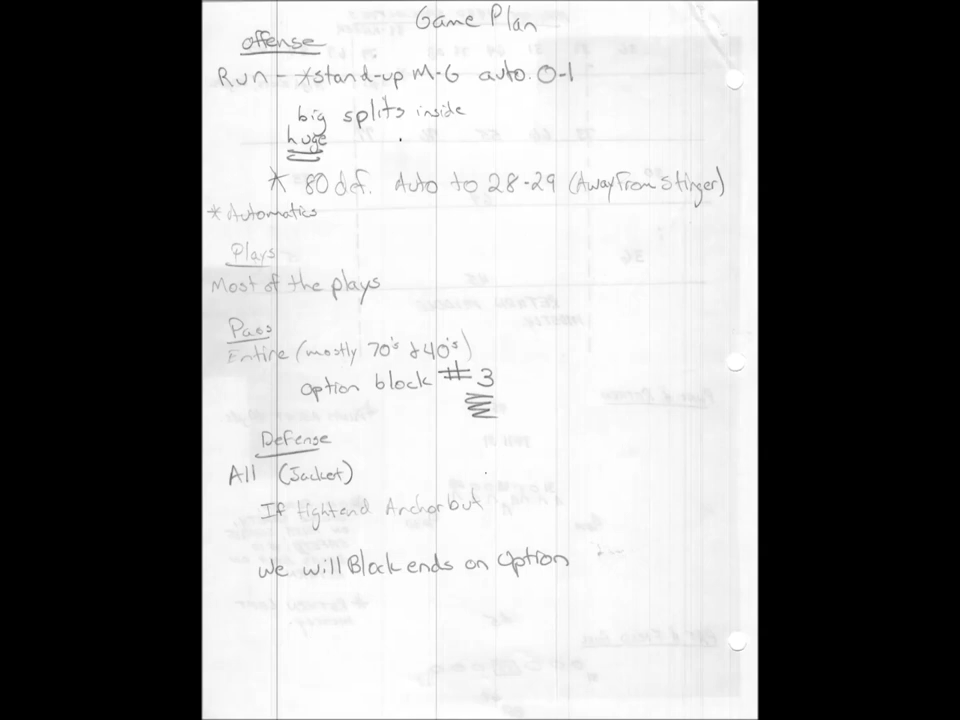 Game Plan
offense
Run - *stand-up M-G auto. 0-1
big splits inside
huge
* 80 def. Auto to 28-29 (Away From Stinger)
* Automatics
Plays
Most of the plays
Pass
Entire (mostly 70's & 40's)
option block # 3
Defense
All (Jacket)
If tightend Anchor but
We will Block ends on Option